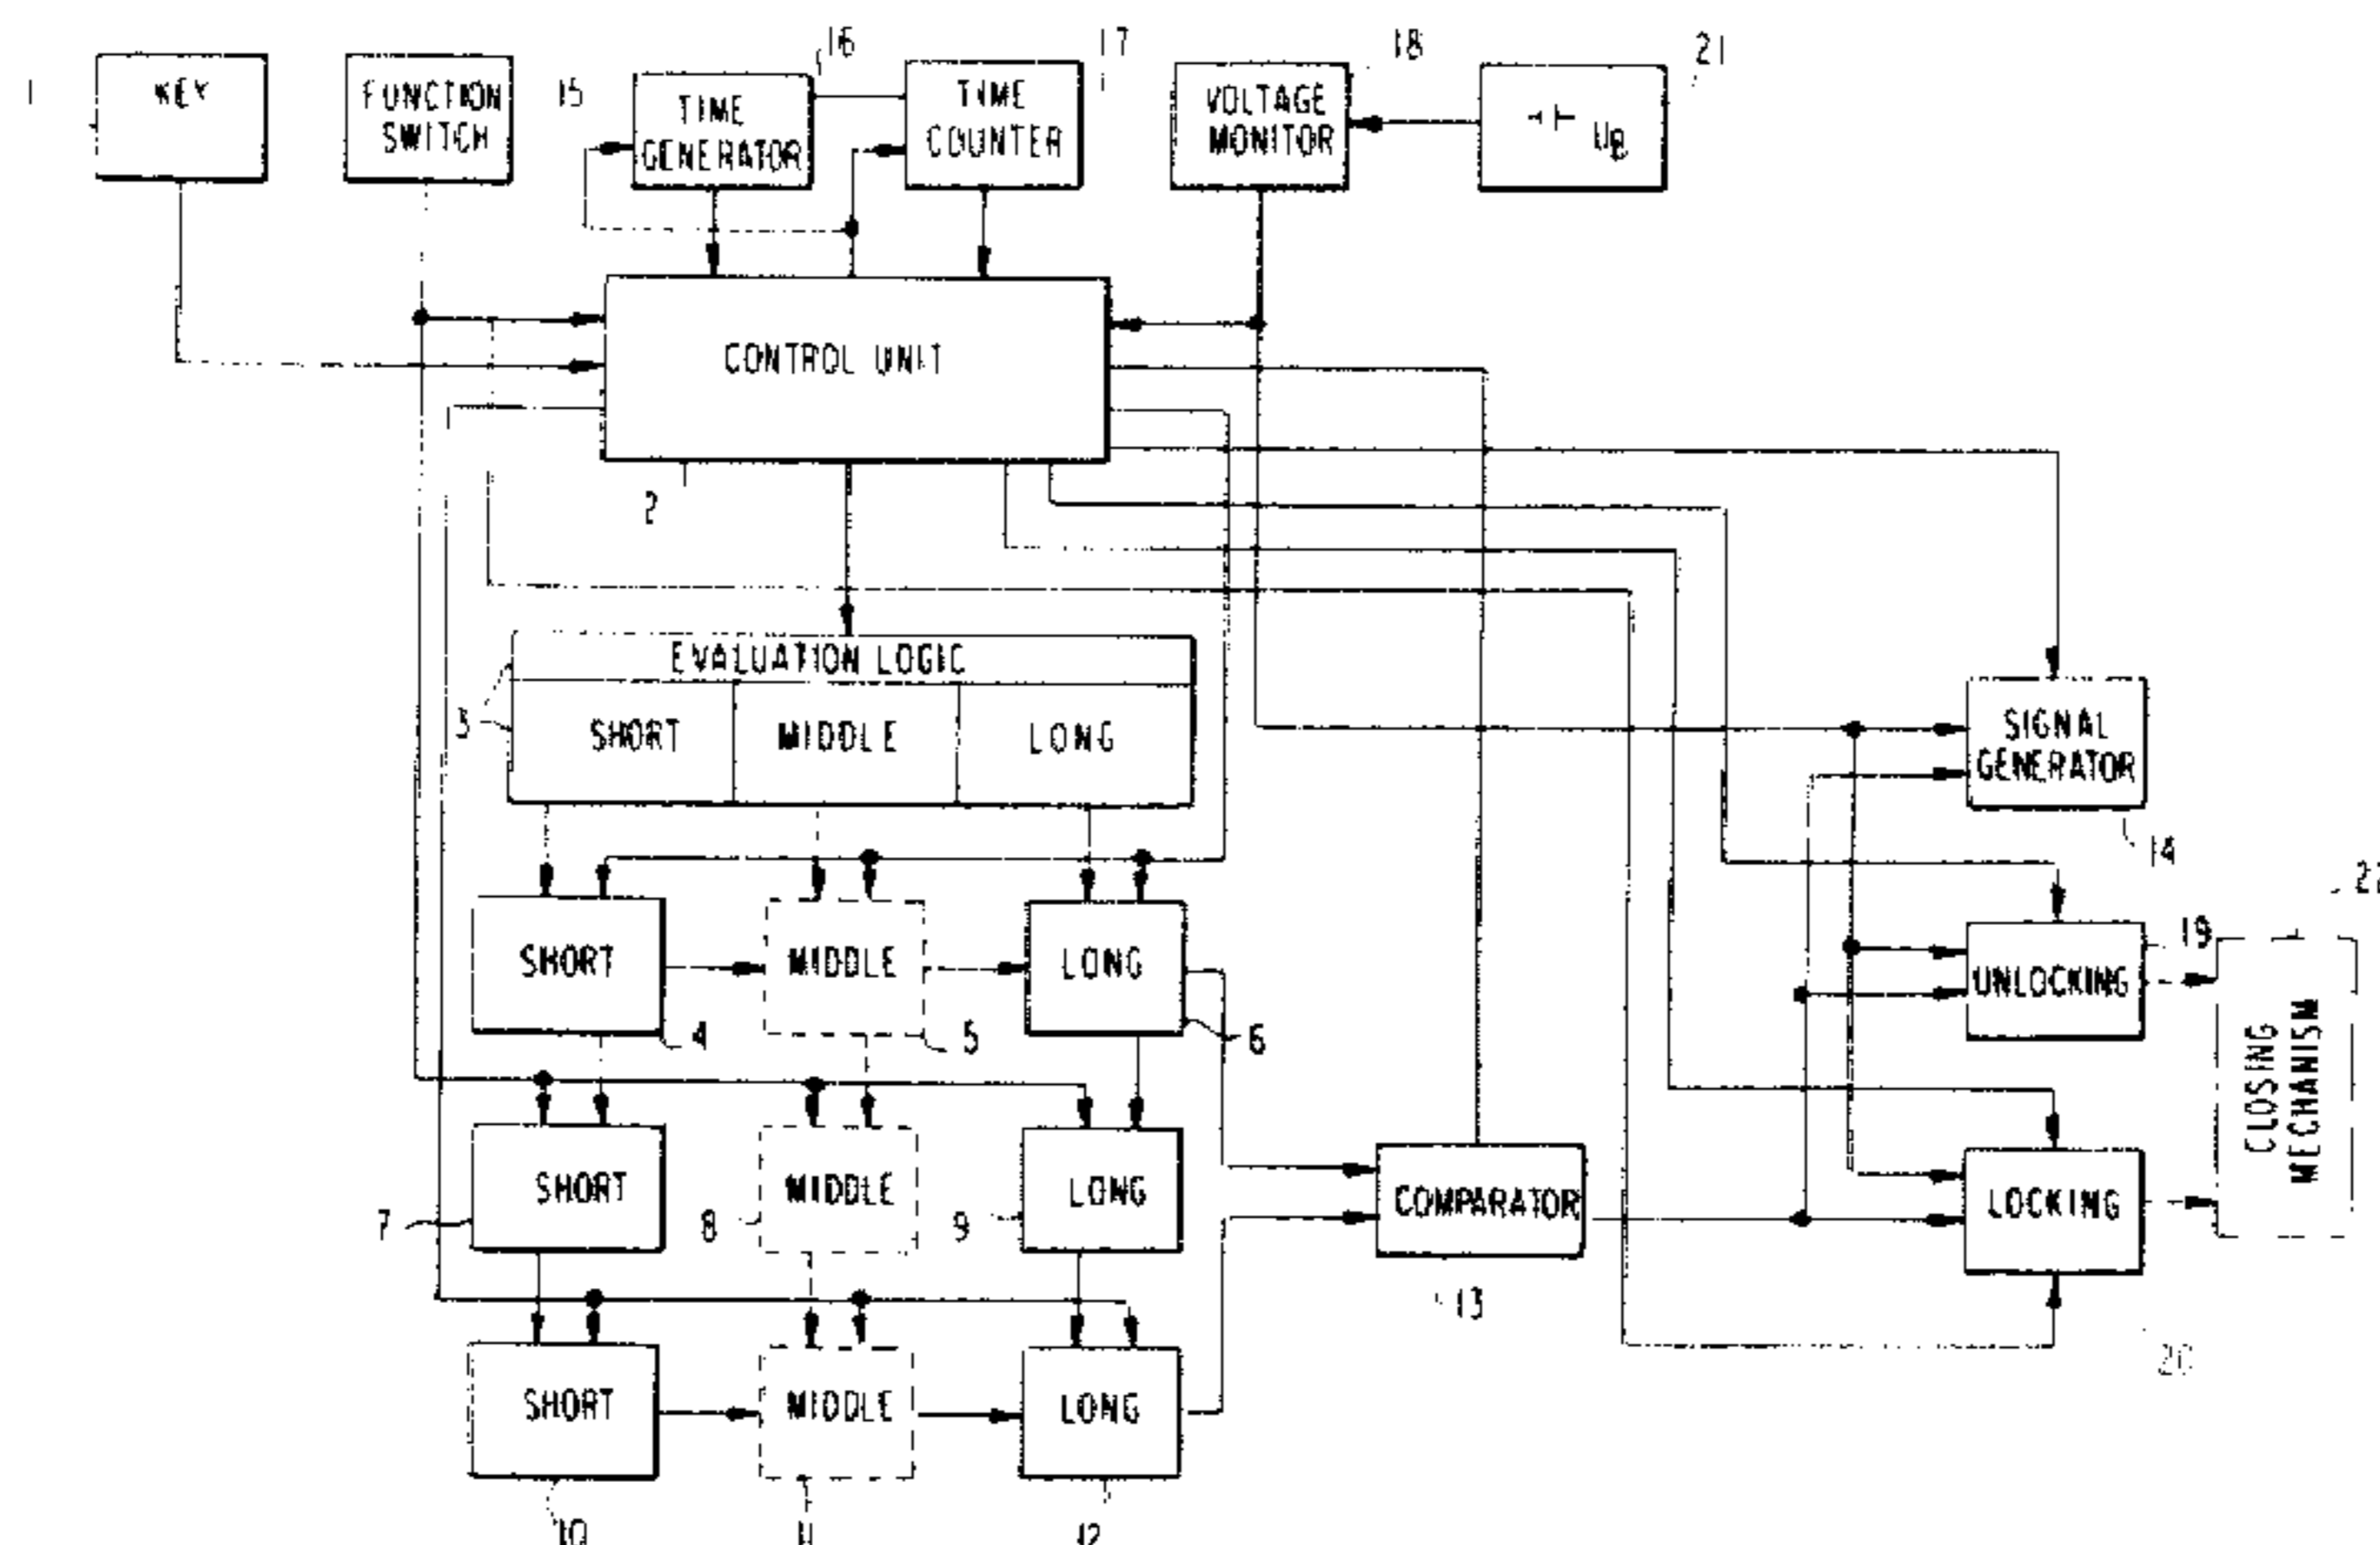 1
KEY
FUNCTION
SWITCH
15
TIME
GENERATOR
16
TIME
COUNTER
17
VOLTAGE
MONITOR
18
UB
21
CONTROL UNIT
2
EVALUATION LOGIC
SHORT
MIDDLE
LONG
3
SIGNAL
GENERATOR
14
SHORT
4
MIDDLE
5
LONG
6
UNLOCKING
19
22
CLOSING
MECHANISM
SHORT
7
MIDDLE
8
LONG
9
COMPARATOR
13
LOCKING
20
SHORT
10
MIDDLE
11
LONG
12